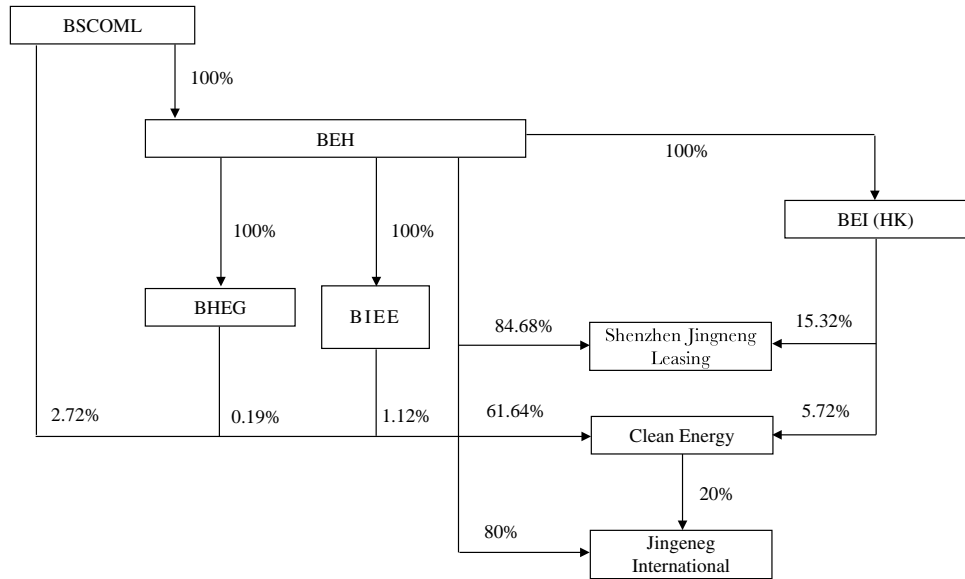 BSCOML
100%
BEH
100%
BEI (HK)
100%
100%
BHEG
BIEE
84.68%
Shenzhen Jingneng
Leasing
15.32%
2.72%
0.19%
1.12%
61.64%
Clean Energy
5.72%
20%
80%
Jingeneg
International